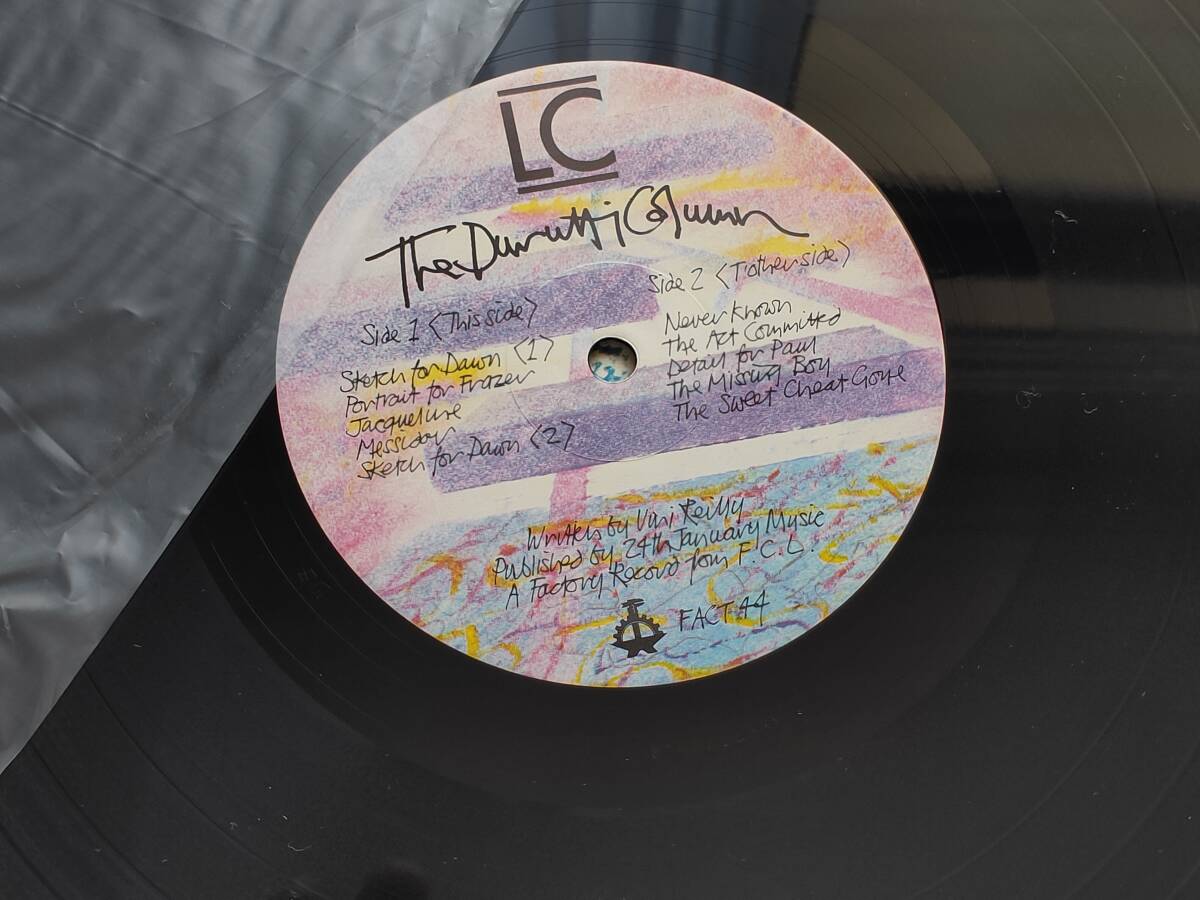 LC
The Durutti Column
Side 1 <This side>
Sketch for Dawn <1>
Portrait for Frazer
Jacqueline
Messidor
Sketch for Dawn <2>
Side 2 <T'other side>
Never Known
The Act Committed
Detail for Paul
The Missing Boy
The Sweet Cheat Gone
Written by Vini Reilly
Published by 24th January Music
A Factory Record from F.C.L.
FACT 44